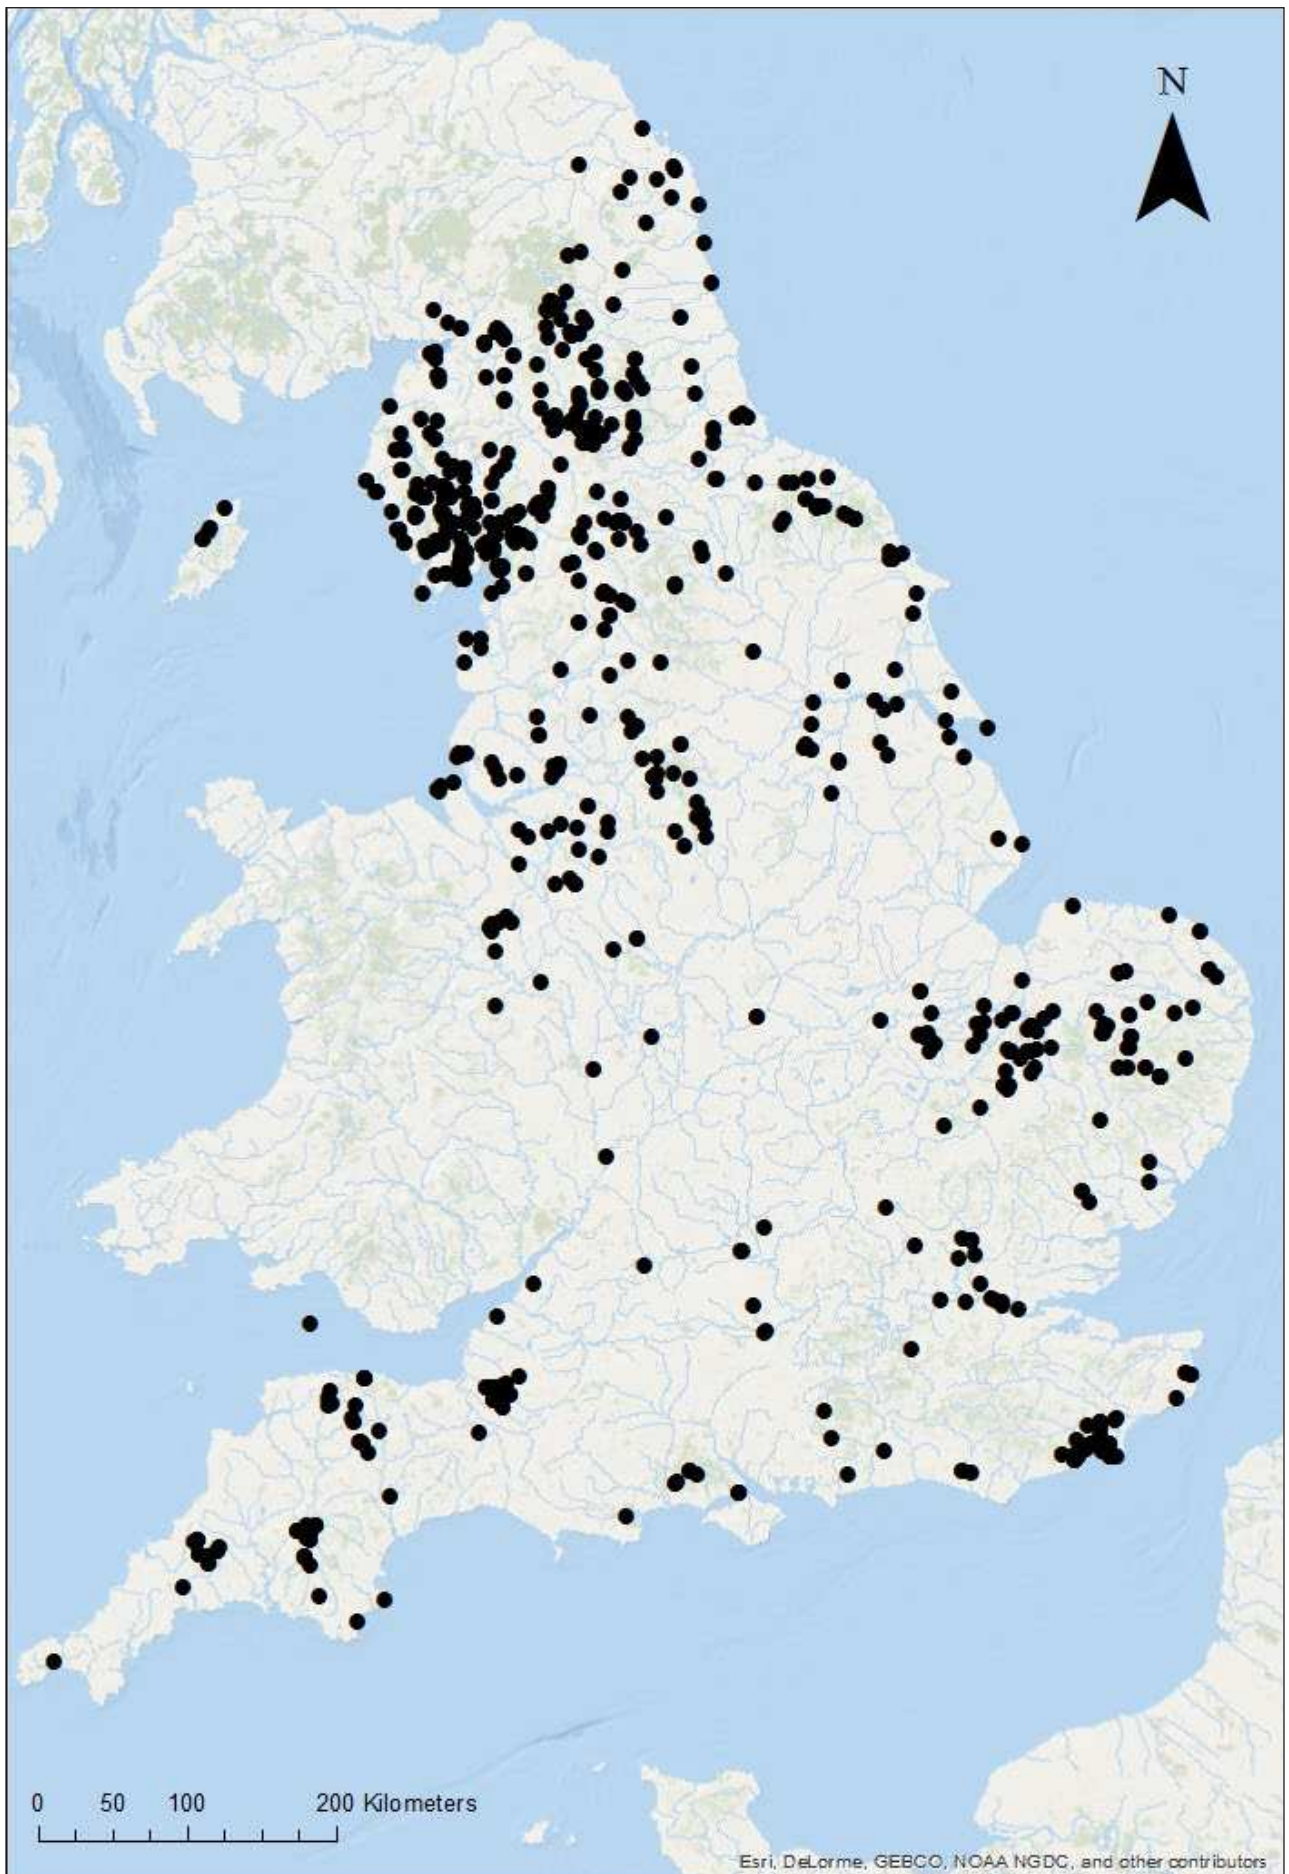 N
0 50 100 200 Kilometers
Esri, DeLorme, GEBCO, NOAA NGDC, and other contributors